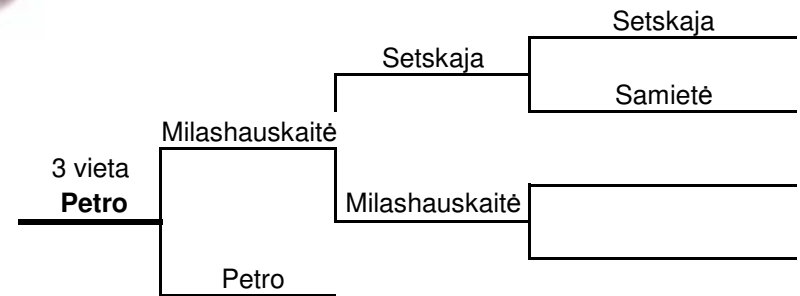 Setskaja
Setskaja
Samietė
Milashauskaitė
3 vieta
Petro
Milashauskaitė
Petro